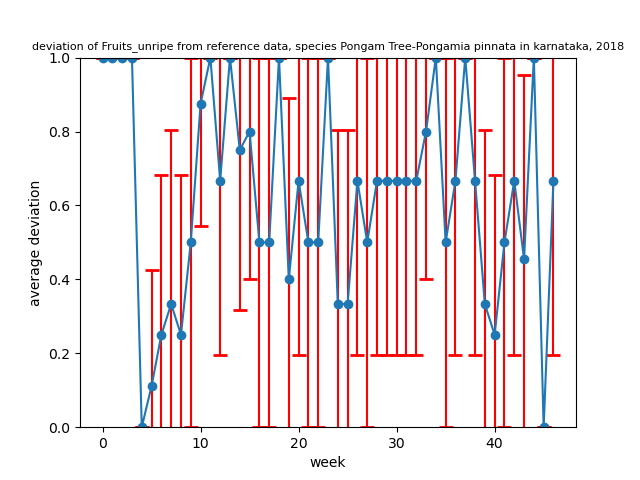 deviation of Fruits_unripe from reference data, species Pongam Tree-Pongamia pinnata in karnataka, 2018
1.0
0.8
0.6
0.4
0.2
0.0
average deviation
0 10 20 30 40
week